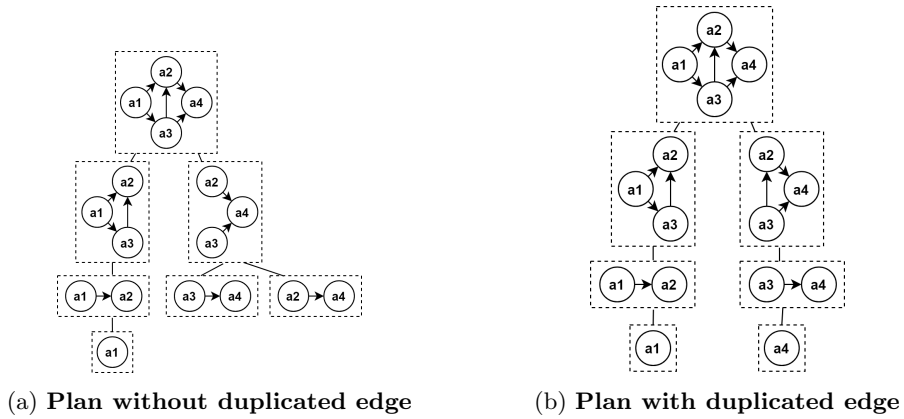 a2
a1
a4
a3
a2
a1
a3
a2
a4
a3
a1 a2
a3 a4
a2 a4
a1
(a) Plan without duplicated edge
a2
a1
a4
a3
a2
a1
a3
a2
a4
a3
a1 a2
a3 a4
a1
a4
(b) Plan with duplicated edge